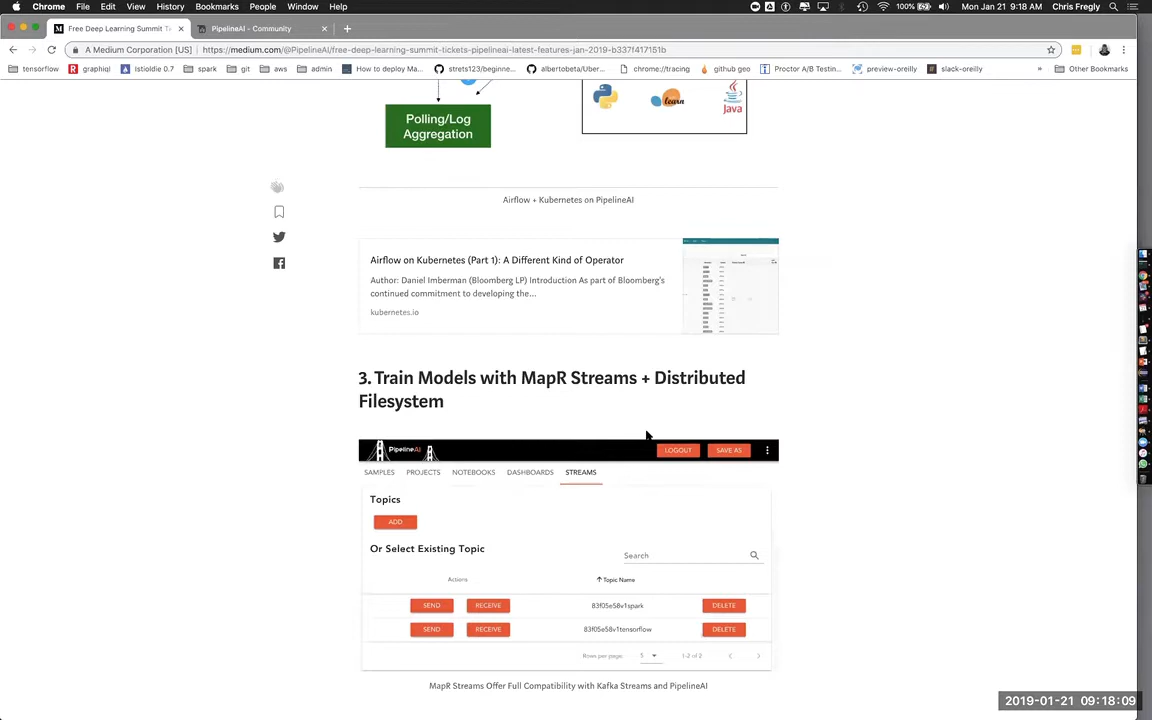 Chrome File Edit View History Bookmarks People Window Help 100% Mon Jan 21 9:18 AM Chris Fregly
Free Deep Learning Summit T PipelineAI - Community
A Medium Corporation [US] https://medium.com/@PipelineAI/free-deep-learning-summit-tickets-pipelineai-latest-features-jan-2019-b337f417151b
tensorflow graphiql istioldie 0.7 spark git aws admin How to deploy Ma... strets123/beginne... albertobeta/Uber... chrome://tracing github geo Proctor A/B Testin... preview-oreilly slack-oreilly » Other Bookmarks
Polling/Log
Aggregation
learn
Java
Airflow + Kubernetes on PipelineAI
Airflow on Kubernetes (Part 1): A Different Kind of Operator
Author: Daniel Imberman (Bloomberg LP) Introduction As part of Bloomberg's
continued commitment to developing the...
kubernetes.io
3. Train Models with MapR Streams + Distributed
Filesystem
PipelineAI LOGOUT SAVE AS
SAMPLES PROJECTS NOTEBOOKS DASHBOARDS STREAMS
Topics
ADD
Or Select Existing Topic
Search
Actions Topic Name
SEND RECEIVE 83f05e58v1spark DELETE
SEND RECEIVE 83f05e58v1tensorflow DELETE
Rows per page: 5 1-2 of 2
MapR Streams Offer Full Compatibility with Kafka Streams and PipelineAI
2019-01-21 09:18:09